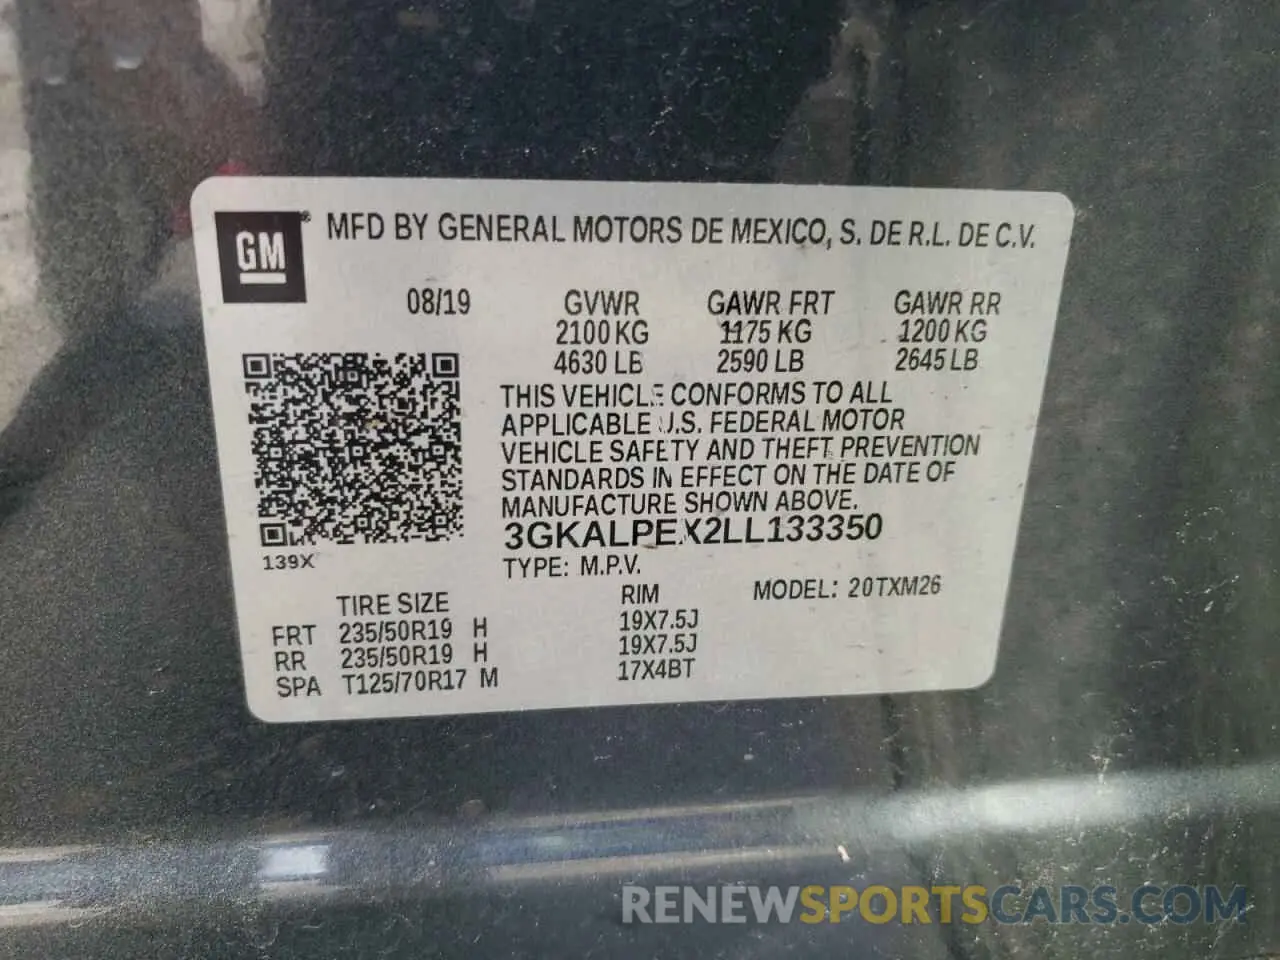 GM ® MFD BY GENERAL MOTORS DE MEXICO, S. DE R.L. DE C.V.
08/19 GVWR GAWR FRT GAWR RR
2100 KG 1175 KG 1200 KG
4630 LB 2590 LB 2645 LB
THIS VEHICLE CONFORMS TO ALL
APPLICABLE U.S. FEDERAL MOTOR
VEHICLE SAFETY AND THEFT PREVENTION
STANDARDS IN EFFECT ON THE DATE OF
MANUFACTURE SHOWN ABOVE.
3GKALPEX2LL133350
139X
TYPE: M.P.V.
TIRE SIZE RIM MODEL: 20TXM26
FRT 235/50R19 H 19X7.5J
RR 235/50R19 H 19X7.5J
SPA T125/70R17 M 17X4BT
RENEWSPORTSCARS.COM